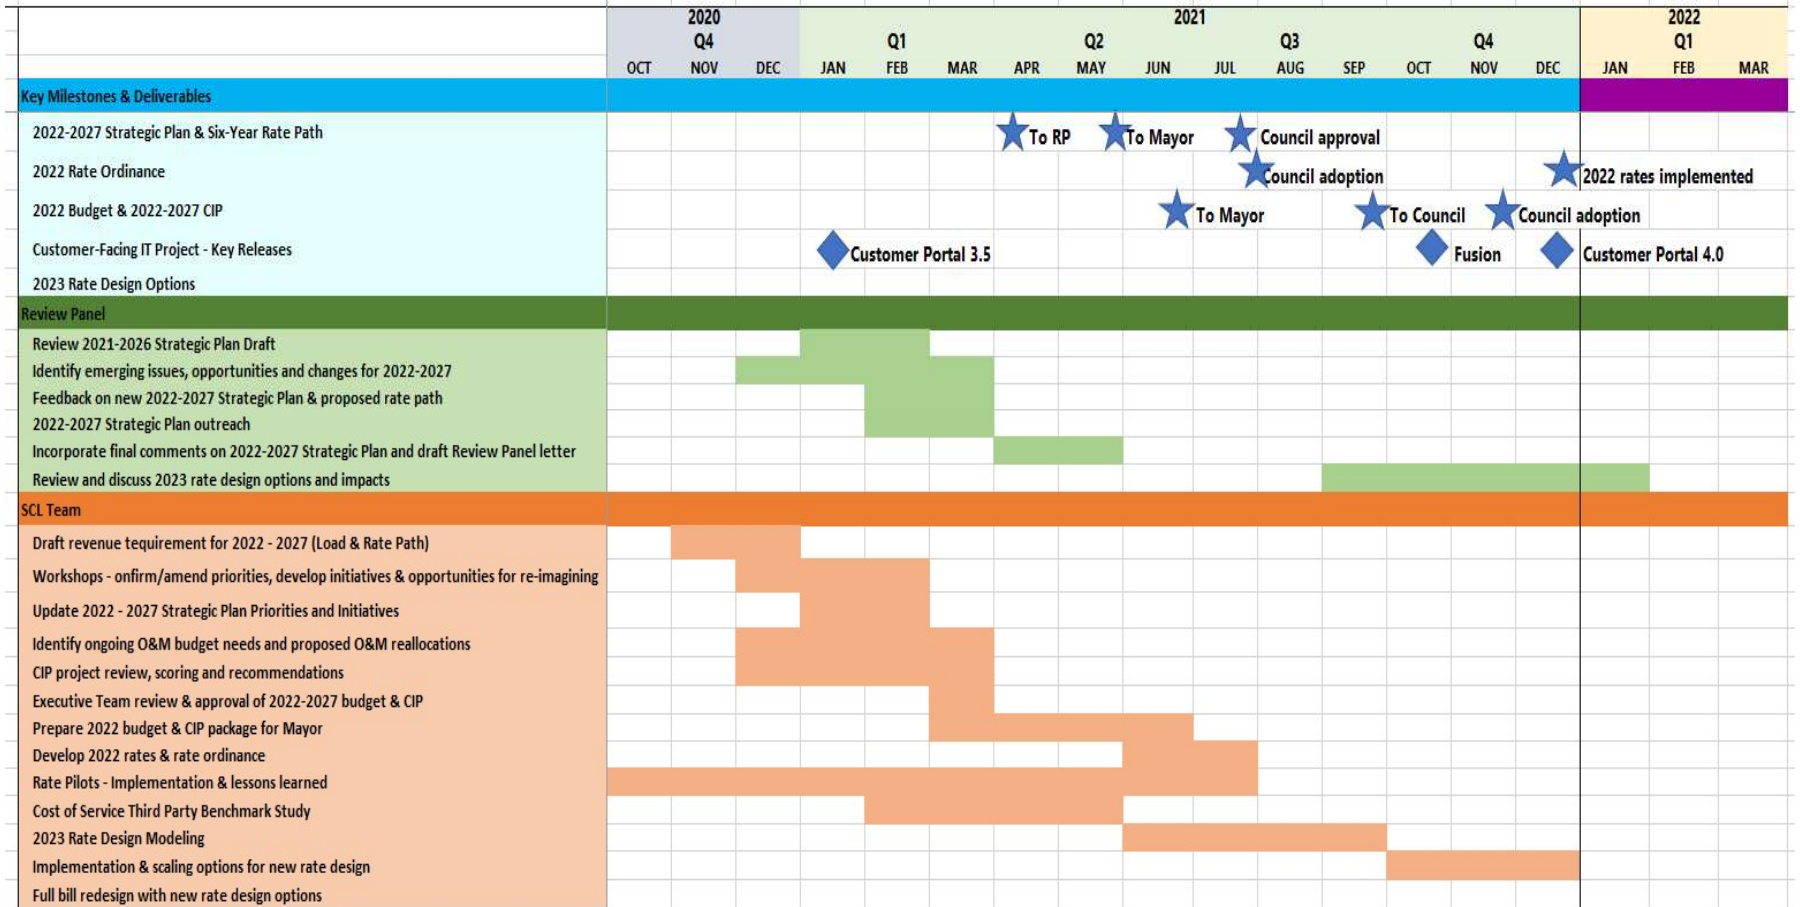 2020 2021 2022
Q4 Q1 Q2 Q3 Q4 Q1
OCT NOV DEC JAN FEB MAR APR MAY JUN JUL AUG SEP OCT NOV DEC JAN FEB MAR
Key Milestones & Deliverables
2022-2027 Strategic Plan & Six-Year Rate Path To RP To Mayor Council approval
2022 Rate Ordinance Council adoption 2022 rates implemented
2022 Budget & 2022-2027 CIP To Mayor To Council Council adoption
Customer-Facing IT Project - Key Releases Customer Portal 3.5 Fusion Customer Portal 4.0
2023 Rate Design Options
Review Panel
Review 2021-2026 Strategic Plan Draft
Identify emerging issues, opportunities and changes for 2022-2027
Feedback on new 2022-2027 Strategic Plan & proposed rate path
2022-2027 Strategic Plan outreach
Incorporate final comments on 2022-2027 Strategic Plan and draft Review Panel letter
Review and discuss 2023 rate design options and impacts
SCL Team
Draft revenue tequirement for 2022 - 2027 (Load & Rate Path)
Workshops - onfirm/amend priorities, develop initiatives & opportunities for re-imagining
Update 2022 - 2027 Strategic Plan Priorities and Initiatives
Identify ongoing O&M budget needs and proposed O&M reallocations
CIP project review, scoring and recommendations
Executive Team review & approval of 2022-2027 budget & CIP
Prepare 2022 budget & CIP package for Mayor
Develop 2022 rates & rate ordinance
Rate Pilots - Implementation & lessons learned
Cost of Service Third Party Benchmark Study
2023 Rate Design Modeling
Implementation & scaling options for new rate design
Full bill redesign with new rate design options